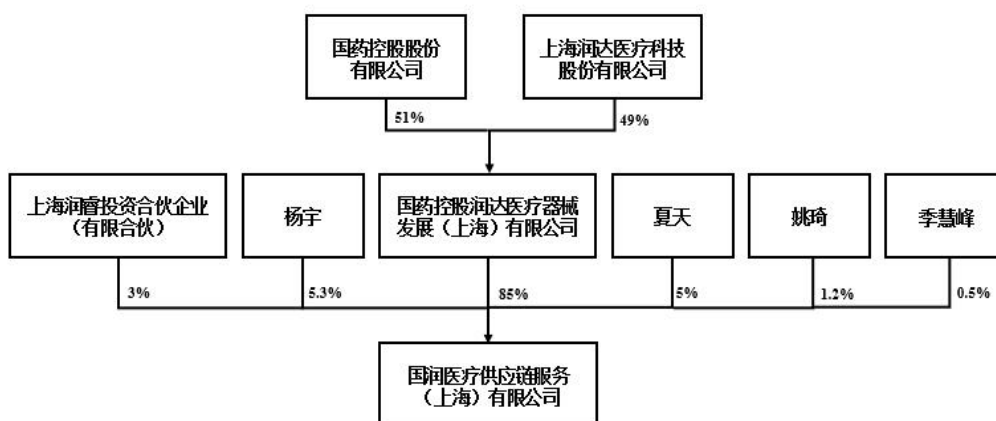 国药控股股份
有限公司
上海润达医疗科技
股份有限公司
51%
49%
上海润睿投资合伙企业
（有限合伙）
杨宇
国药控股润达医疗器械
发展（上海）有限公司
夏天
姚琦
季慧峰
3%
5.3%
85%
5%
1.2%
0.5%
国润医疗供应链服务
（上海）有限公司